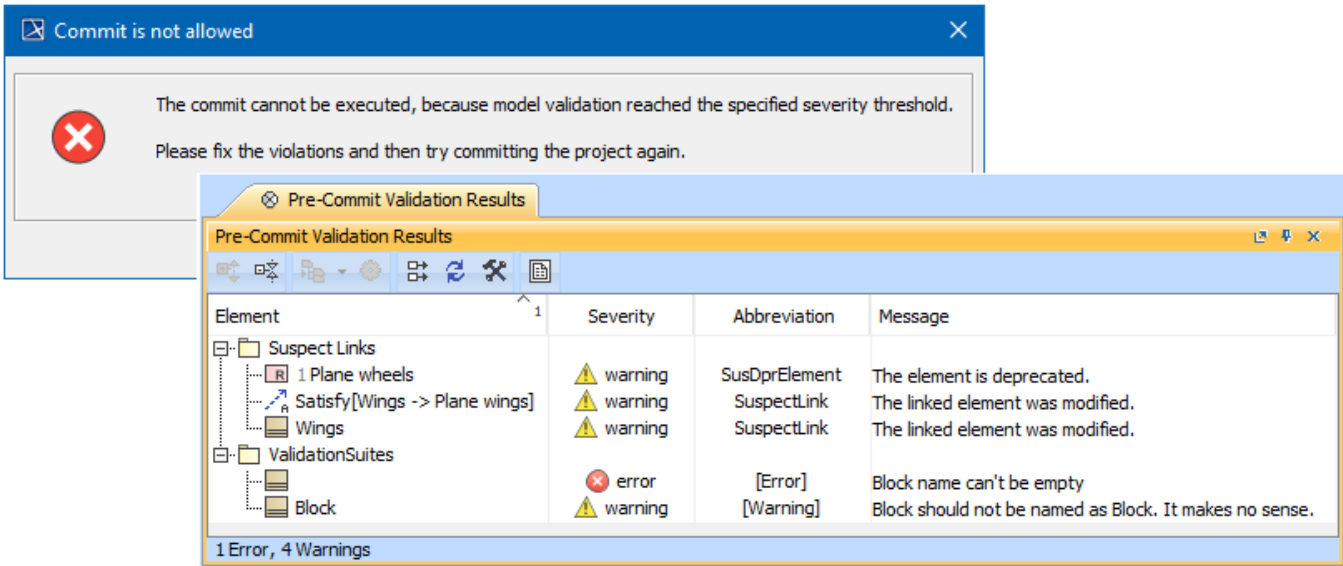 Commit is not allowed
The commit cannot be executed, because model validation reached the specified severity threshold.
Please fix the violations and then try committing the project again.
Pre-Commit Validation Results
Pre-Commit Validation Results
Element 1 Severity Abbreviation Message
Suspect Links
R 1 Plane wheels warning SusDprElement The element is deprecated.
A Satisfy[Wings -> Plane wings] warning SuspectLink The linked element was modified.
Wings warning SuspectLink The linked element was modified.
ValidationSuites
error [Error] Block name can't be empty
Block warning [Warning] Block should not be named as Block. It makes no sense.
1 Error, 4 Warnings